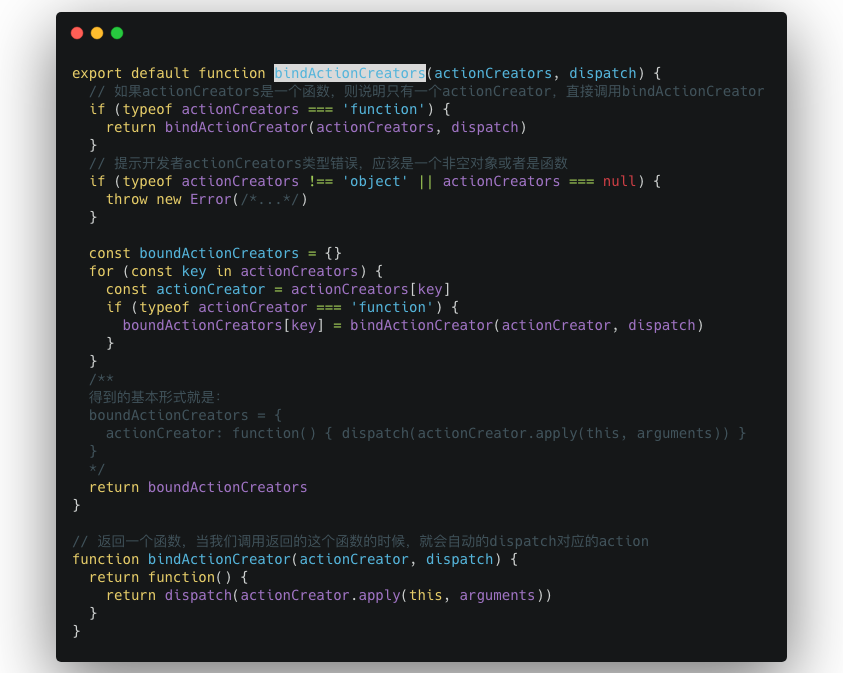 export default function bindActionCreators(actionCreators, dispatch) {
  // 如果actionCreators是一个函数，则说明只有一个actionCreator，直接调用bindActionCreator
  if (typeof actionCreators === 'function') {
    return bindActionCreator(actionCreators, dispatch)
  }
  // 提示开发者actionCreators类型错误，应该是一个非空对象或者是函数
  if (typeof actionCreators !== 'object' || actionCreators === null) {
    throw new Error(/*...*/)
  }

  const boundActionCreators = {}
  for (const key in actionCreators) {
    const actionCreator = actionCreators[key]
    if (typeof actionCreator === 'function') {
      boundActionCreators[key] = bindActionCreator(actionCreator, dispatch)
    }
  }
  /**
  得到的基本形式就是：
  boundActionCreators = {
    actionCreator: function() { dispatch(actionCreator.apply(this, arguments)) }
  }
  */
  return boundActionCreators
}

// 返回一个函数，当我们调用返回的这个函数的时候，就会自动的dispatch对应的action
function bindActionCreator(actionCreator, dispatch) {
  return function() {
    return dispatch(actionCreator.apply(this, arguments))
  }
}